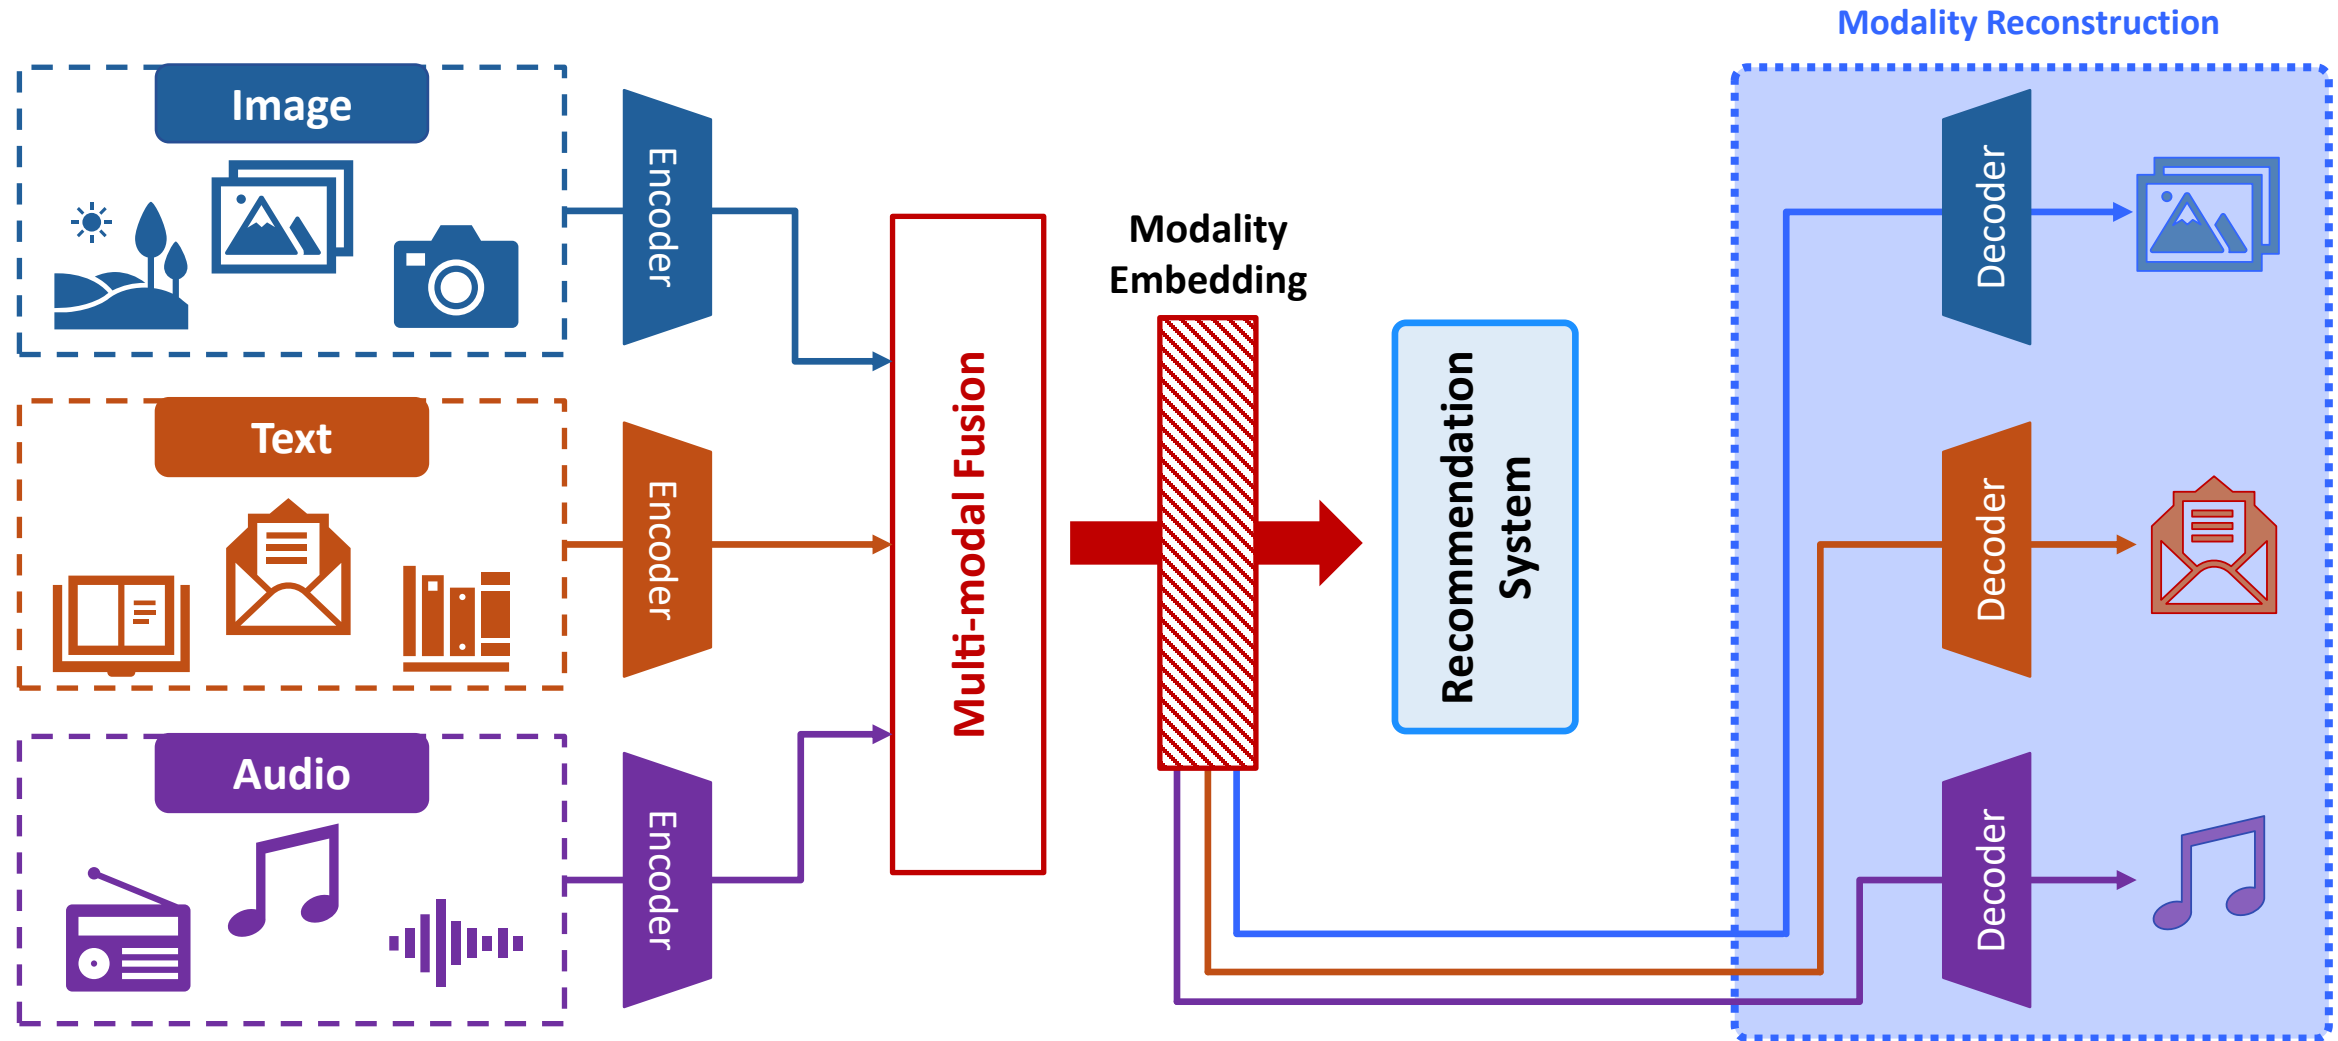 Modality Reconstruction
Image
Encoder
Decoder
Modality
Embedding
Text
Encoder
Multi-modal Fusion
Recommendation
System
Decoder
Audio
Encoder
Decoder